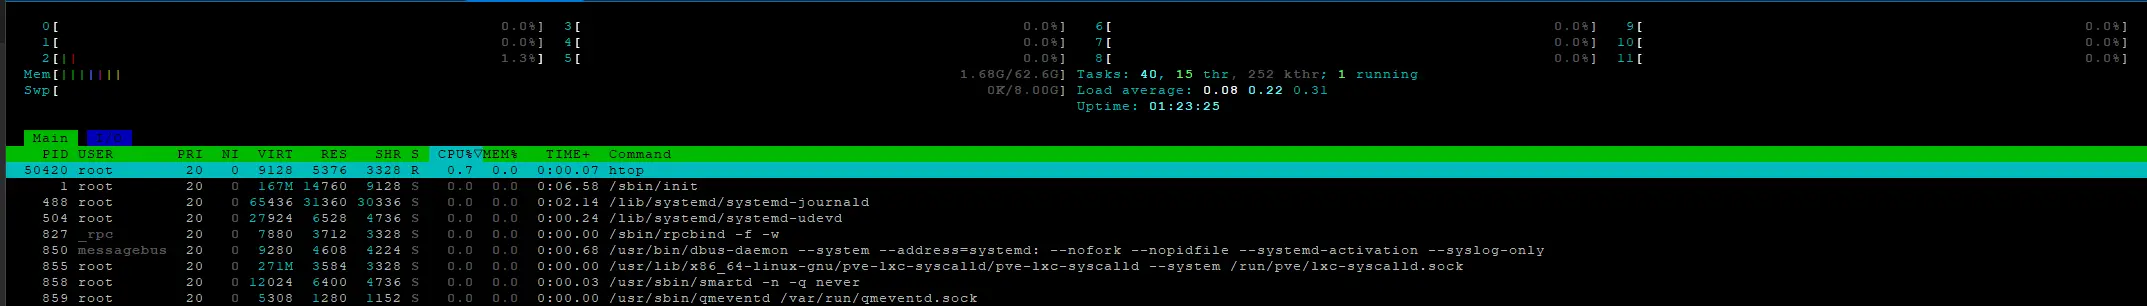 0[ 0.0%] 3[ 0.0%] 6[ 0.0%] 9[ 0.0%]
1[ 0.0%] 4[ 0.0%] 7[ 0.0%] 10[ 0.0%]
2[|| 1.3%] 5[ 0.0%] 8[ 0.0%] 11[ 0.0%]
Mem[||||||| 1.68G/62.6G] Tasks: 40, 15 thr, 252 kthr; 1 running
Swp[ 0K/8.00G] Load average: 0.08 0.22 0.31
Uptime: 01:23:25
Main I/O
PID USER PRI NI VIRT RES SHR S CPU%▽MEM% TIME+ Command
50420 root 20 0 9128 5376 3328 R 0.7 0.0 0:00.07 htop
1 root 20 0 167M 14760 9128 S 0.0 0.0 0:06.58 /sbin/init
488 root 20 0 65436 31360 30336 S 0.0 0.0 0:02.14 /lib/systemd/systemd-journald
504 root 20 0 27924 6528 4736 S 0.0 0.0 0:00.24 /lib/systemd/systemd-udevd
827 _rpc 20 0 7880 3712 3328 S 0.0 0.0 0:00.00 /sbin/rpcbind -f -w
850 messagebus 20 0 9280 4608 4224 S 0.0 0.0 0:00.68 /usr/bin/dbus-daemon --system --address=systemd: --nofork --nopidfile --systemd-activation --syslog-only
855 root 20 0 271M 3584 3328 S 0.0 0.0 0:00.00 /usr/lib/x86_64-linux-gnu/pve-lxc-syscalld/pve-lxc-syscalld --system /run/pve/lxc-syscalld.sock
858 root 20 0 12024 6400 4736 S 0.0 0.0 0:00.03 /usr/sbin/smartd -n -q never
859 root 20 0 5308 1280 1152 S 0.0 0.0 0:00.00 /usr/sbin/qmeventd /var/run/qmeventd.sock